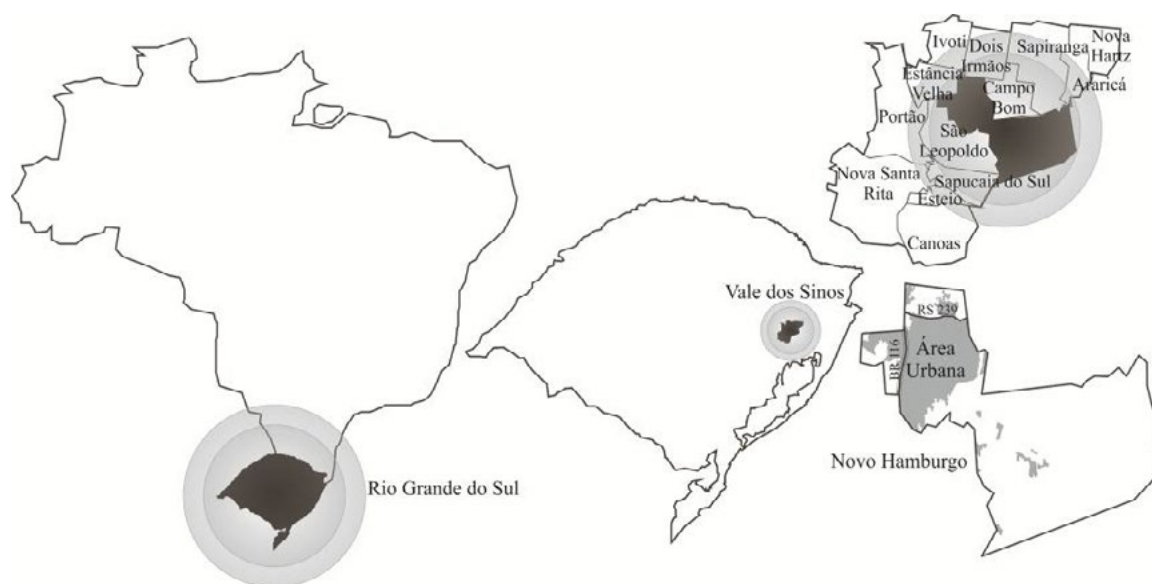 Rio Grande do Sul
Vale dos Sinos
Ivoti
Dois
Irmãos
Sapiranga
Nova
Hartz
Estância
Velha
Campo
Bom
Araricá
Portão
São
Leopoldo
Nova Santa
Rita
Sapucaia do Sul
Esteio
Canoas
RS 239
BR 116
Área
Urbana
Novo Hamburgo